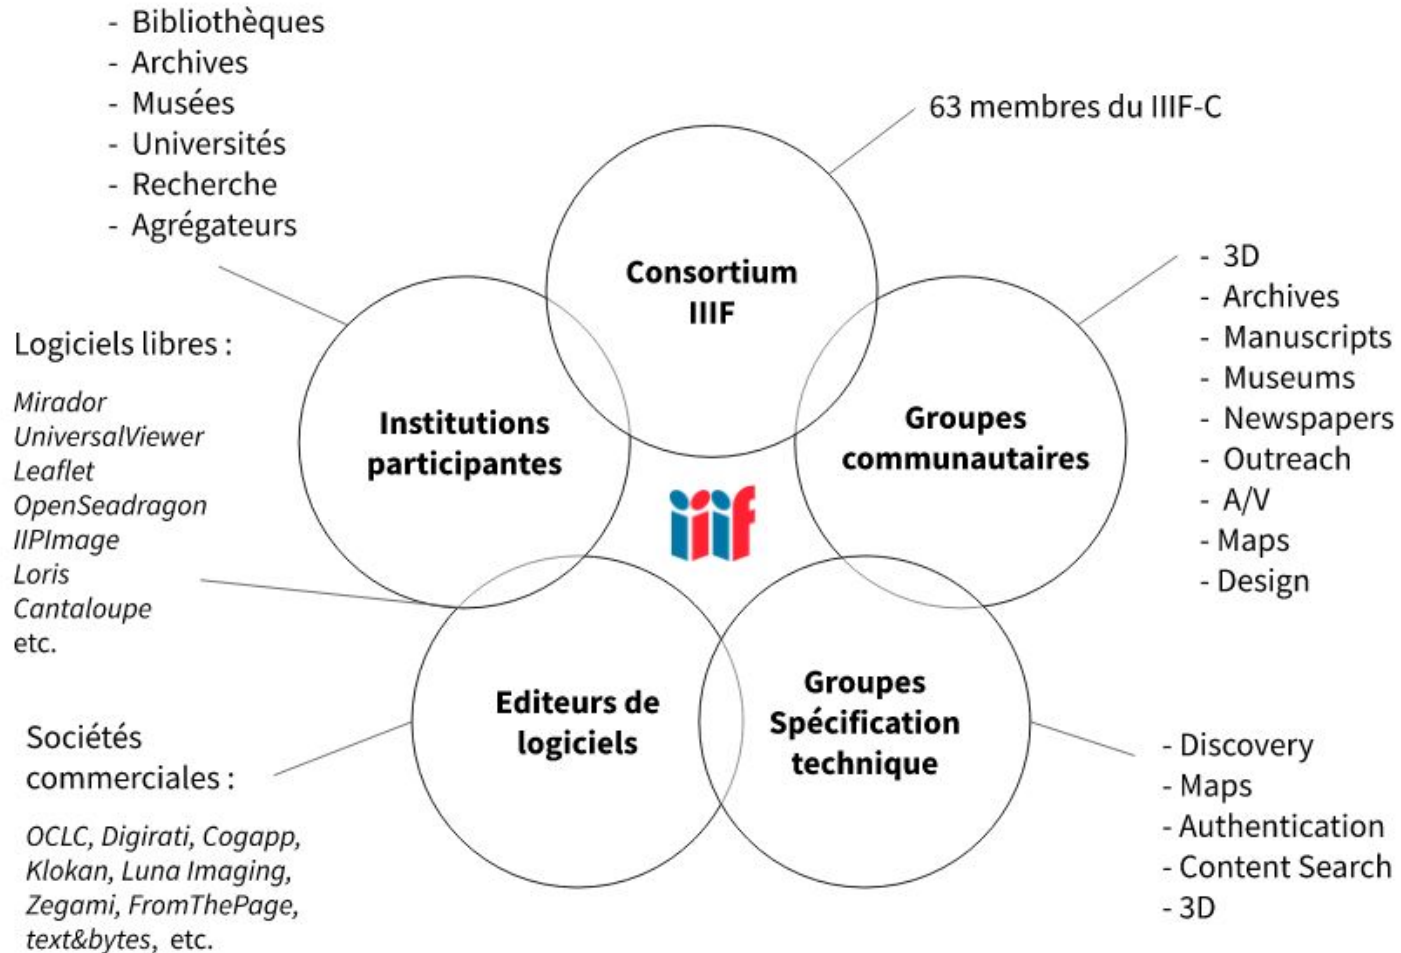 - Bibliothèques
- Archives
- Musées
- Universités
- Recherche
- Agrégateurs
63 membres du IIIF-C
Consortium
IIIF
- 3D
- Archives
- Manuscripts
- Museums
- Newspapers
- Outreach
- A/V
- Maps
- Design
Logiciels libres :
Mirador
UniversalViewer
Leaflet
OpenSeadragon
IIPImage
Loris
Cantaloupe
etc.
Institutions
participantes
Groupes
communautaires
iiif
Editeurs de
logiciels
Groupes
Spécification
technique
Sociétés
commerciales :
OCLC, Digirati, Cogapp,
Klokan, Luna Imaging,
Zegami, FromThePage,
text&bytes, etc.
- Discovery
- Maps
- Authentication
- Content Search
- 3D